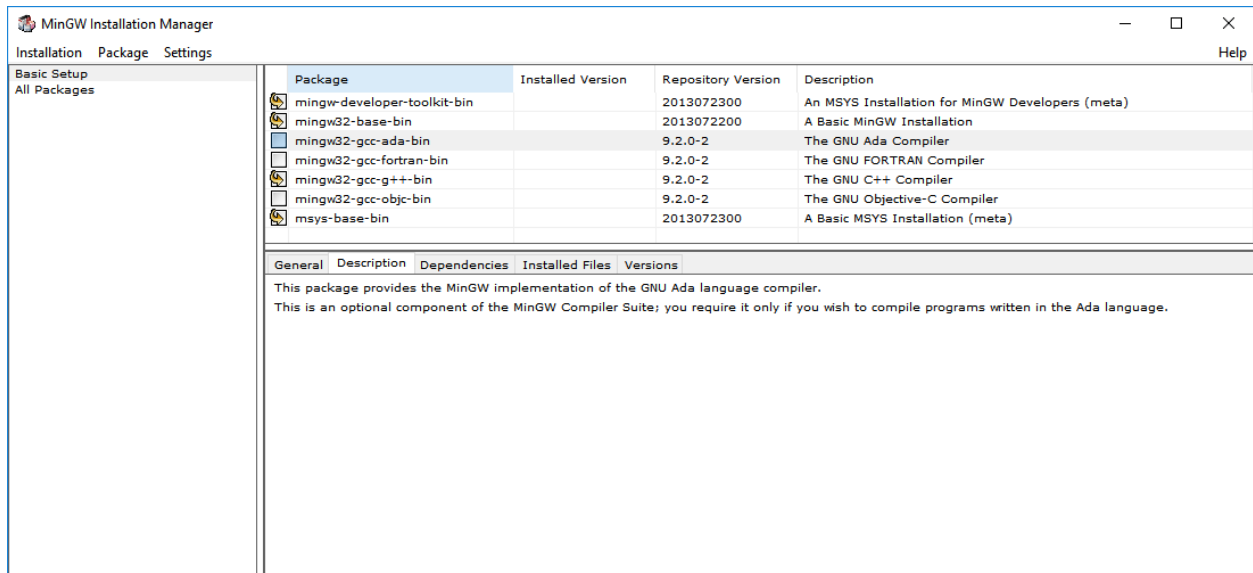 MinGW Installation Manager
Installation Package Settings Help
Basic Setup
All Packages
Package Installed Version Repository Version Description
mingw-developer-toolkit-bin 2013072300 An MSYS Installation for MinGW Developers (meta)
mingw32-base-bin 2013072200 A Basic MinGW Installation
mingw32-gcc-ada-bin 9.2.0-2 The GNU Ada Compiler
mingw32-gcc-fortran-bin 9.2.0-2 The GNU FORTRAN Compiler
mingw32-gcc-g++-bin 9.2.0-2 The GNU C++ Compiler
mingw32-gcc-objc-bin 9.2.0-2 The GNU Objective-C Compiler
msys-base-bin 2013072300 A Basic MSYS Installation (meta)
General Description Dependencies Installed Files Versions
This package provides the MinGW implementation of the GNU Ada language compiler.
This is an optional component of the MinGW Compiler Suite; you require it only if you wish to compile programs written in the Ada language.